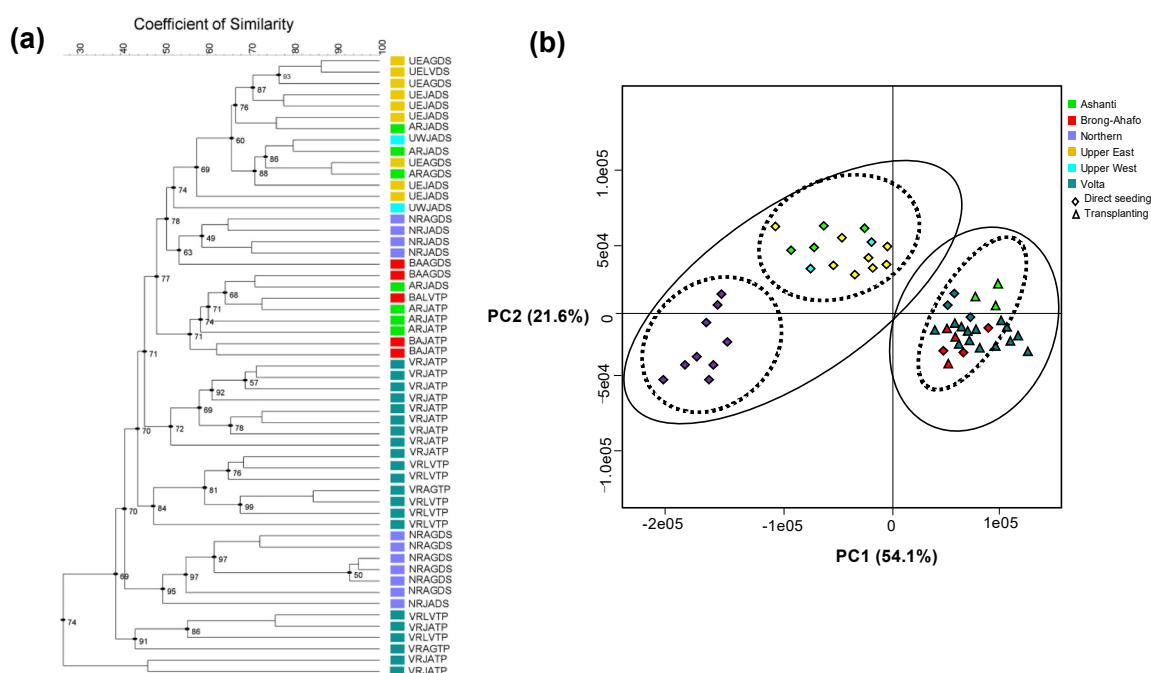 (a)
Coefficient of Similarity
30 40 50 60 70 80 90 100
UEAGDS
UELVDS
93
UEAGDS
87
UEJADS
76
UEJADS
UEJADS
ARJADS
60
UWJADS
ARJADS
86
UEAGDS
69
88
ARAGDS
UEJADS
74
UEJADS
UWJADS
78
NRAGDS
49
NRJADS
NRJADS
63
NRJADS
BAAGDS
77
BAAGDS
ARJADS
68
BALVTP
71
ARJATP
74
ARJATP
71
ARJATP
BAJATP
71
BAJATP
VRJATP
57
VRJATP
92
VRJATP
69
VRJATP
VRJATP
78
VRJATP
70
72
VRJATP
VRJATP
VRLVTP
76
VRLVTP
81
VRAGTP
99
VRLVTP
70
84
VRLVTP
VRLVTP
NRAGDS
NRAGDS
97
NRAGDS
50
NRAGDS
69
97
NRAGDS
95
NRAGDS
NRJADS
VRLVTP
74
86
VRJATP
91
VRLVTP
VRAGTP
VRJATP
VRJATP
(b)
Ashanti
Brong-Ahafo
Northern
Upper East
Upper West
Volta
Direct seeding
Transplanting
1.0e05
5e04
0
5e04
−1.0e05
PC2 (21.6%)
-2e05 -1e05 0 1e05
PC1 (54.1%)